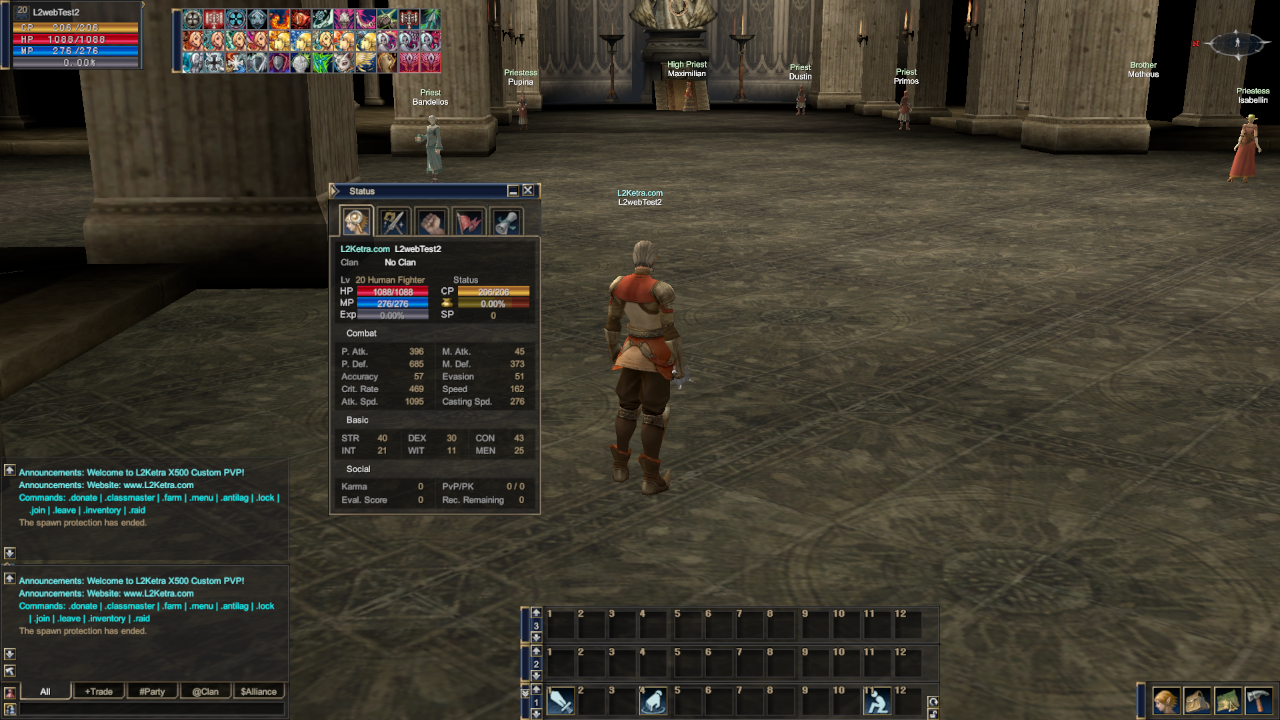 20 L2webTest2
CP 206/206
HP 1088/1088
MP 276/276
0.00%
High Priest
Maximilian
Priestess
Pupina
Priest
Dustin
Priest
Primos
Brother
Matheus
Priestess
Isabellin
Priest
Bandellos
L2Ketra.com
L2webTest2
Status
L2Ketra.com L2webTest2
Clan No Clan
Lv 20 Human Fighter Status
HP 1088/1088 CP 206/206
MP 276/276 0.00%
Exp 0.00% SP 0
Combat
P. Atk. 396 M. Atk. 45
P. Def. 685 M. Def. 373
Accuracy 57 Evasion 51
Crit. Rate 469 Speed 162
Atk. Spd. 1095 Casting Spd. 276
Basic
STR 40 DEX 30 CON 43
INT 21 WIT 11 MEN 25
Social
Karma 0 PvP/PK 0 / 0
Eval. Score 0 Rec. Remaining 0
Announcements: Welcome to L2Ketra X500 Custom PVP!
Announcements: Website: www.L2Ketra.com
Commands: .donate | .classmaster | .farm | .menu | .antilag | .lock |
.join | .leave | .inventory | .raid
The spawn protection has ended.
Announcements: Welcome to L2Ketra X500 Custom PVP!
Announcements: Website: www.L2Ketra.com
Commands: .donate | .classmaster | .farm | .menu | .antilag | .lock
| .join | .leave | .inventory | .raid
The spawn protection has ended.
All +Trade #Party @Clan $Alliance
3 1 2 3 4 5 6 7 8 9 10 11 12
2 1 2 3 4 5 6 7 8 9 10 11 12
1 1 2 3 4 5 6 7 8 9 10 11 12